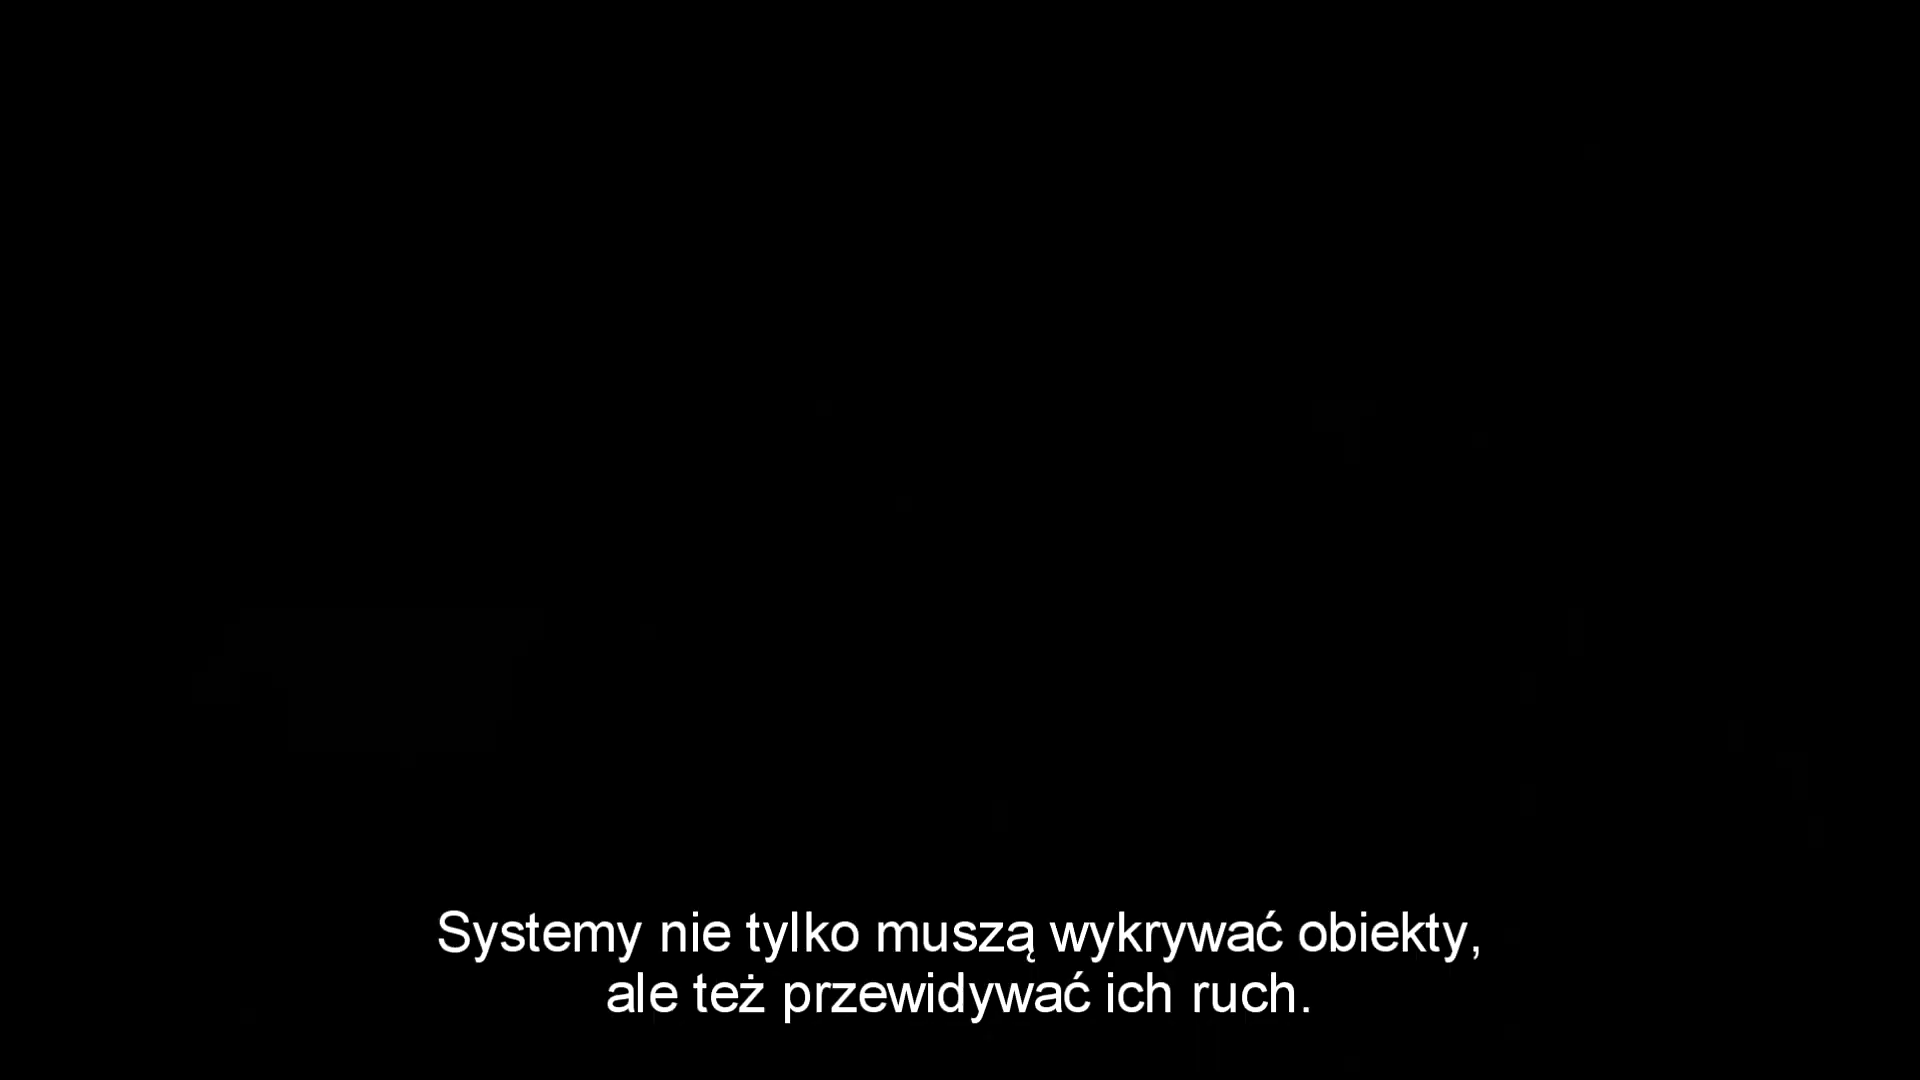 Systemy nie tylko muszą wykrywać obiekty,
ale też przewidywać ich ruch.